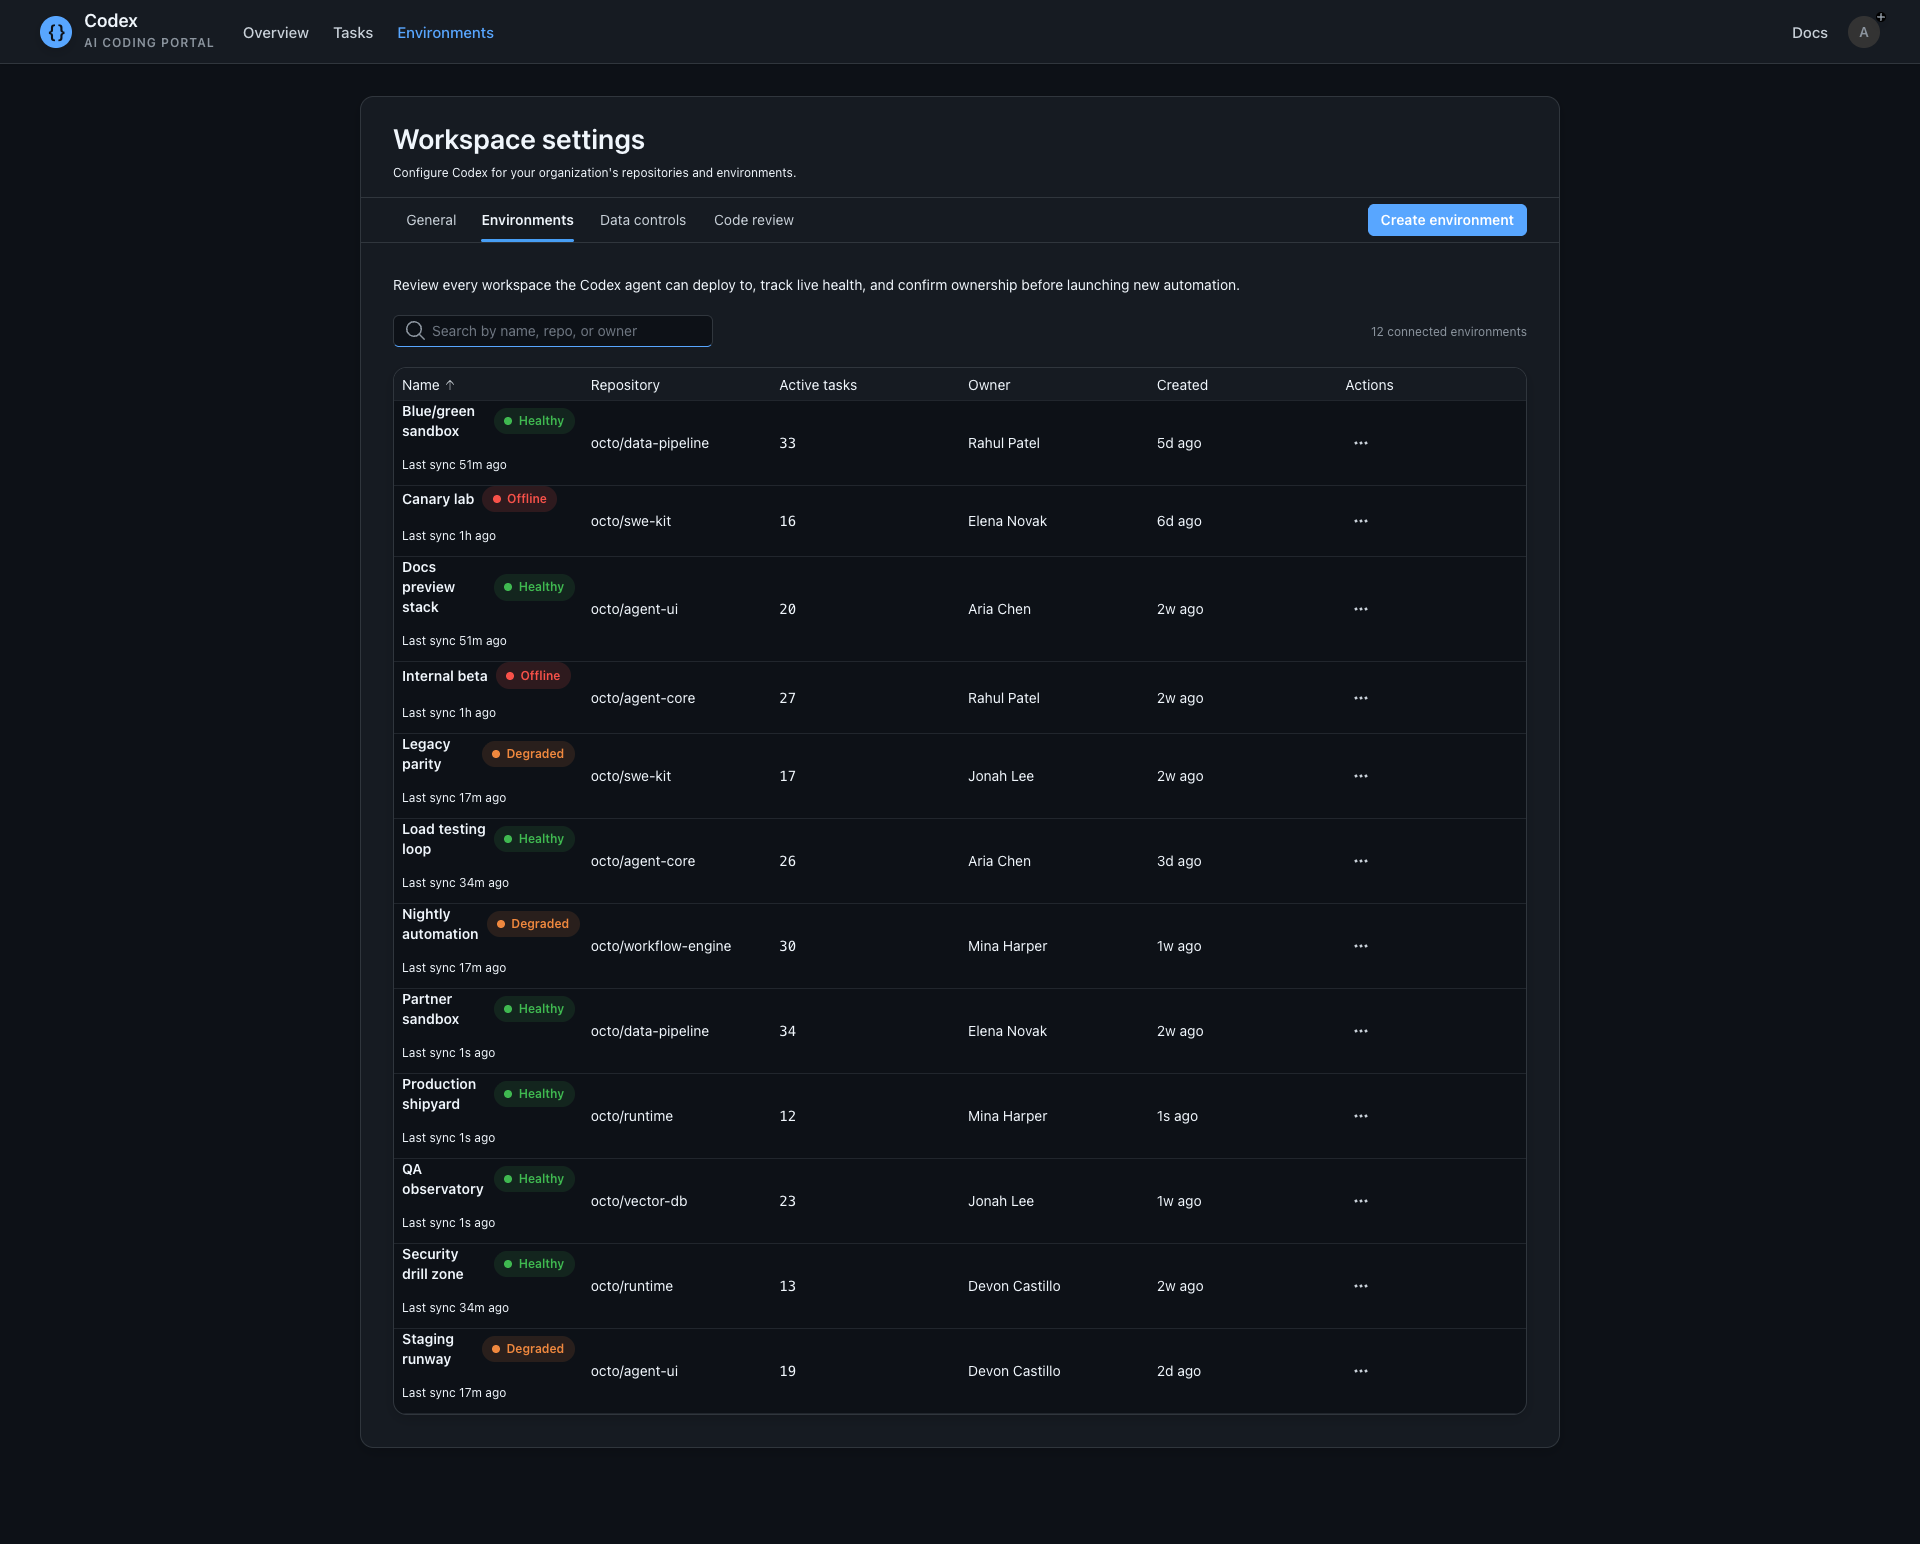 {} Codex
AI CODING PORTAL
Overview Tasks Environments
Docs A +
Workspace settings
Configure Codex for your organization's repositories and environments.
General Environments Data controls Code review Create environment
Review every workspace the Codex agent can deploy to, track live health, and confirm ownership before launching new automation.
Search by name, repo, or owner 12 connected environments
Name ↑ Repository Active tasks Owner Created Actions
Blue/green
sandbox
Healthy
Last sync 51m ago
octo/data-pipeline 33 Rahul Patel 5d ago ···
Canary lab Offline
Last sync 1h ago
octo/swe-kit 16 Elena Novak 6d ago ···
Docs
preview
stack
Healthy
Last sync 51m ago
octo/agent-ui 20 Aria Chen 2w ago ···
Internal beta Offline
Last sync 1h ago
octo/agent-core 27 Rahul Patel 2w ago ···
Legacy
parity
Degraded
Last sync 17m ago
octo/swe-kit 17 Jonah Lee 2w ago ···
Load testing
loop
Healthy
Last sync 34m ago
octo/agent-core 26 Aria Chen 3d ago ···
Nightly
automation
Degraded
Last sync 17m ago
octo/workflow-engine 30 Mina Harper 1w ago ···
Partner
sandbox
Healthy
Last sync 1s ago
octo/data-pipeline 34 Elena Novak 2w ago ···
Production
shipyard
Healthy
Last sync 1s ago
octo/runtime 12 Mina Harper 1s ago ···
QA
observatory
Healthy
Last sync 1s ago
octo/vector-db 23 Jonah Lee 1w ago ···
Security
drill zone
Healthy
Last sync 34m ago
octo/runtime 13 Devon Castillo 2w ago ···
Staging
runway
Degraded
Last sync 17m ago
octo/agent-ui 19 Devon Castillo 2d ago ···